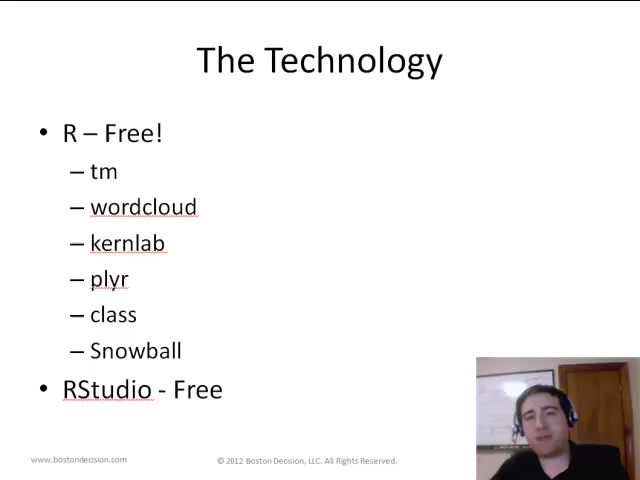 The Technology
• R – Free!
– tm
– wordcloud
– kernlab
– plyr
– class
– Snowball
• RStudio - Free
www.bostondecision.com
© 2012 Boston Decision, LLC. All Rights Reserved.